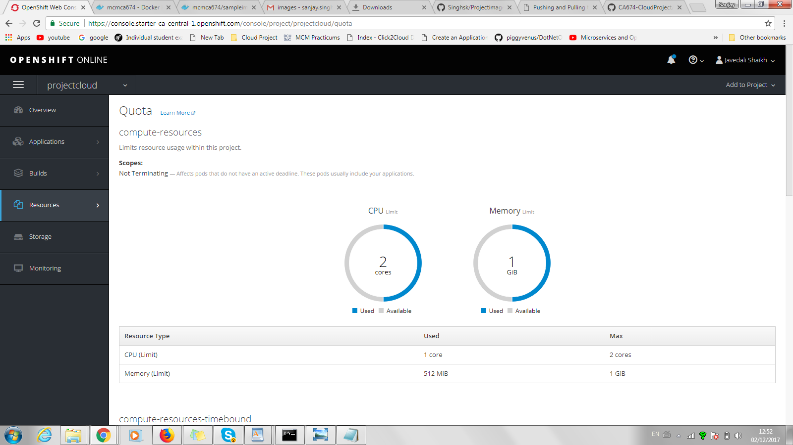 OpenShift Web Con
mcmca674 - Docker
mcmca674/sample
images - sanjay.sing
Downloads
Singhsk/Projectimag
Pushing and Pulling
CA674-CloudProject
Sanjay
Secure
https://console.starter-ca-central-1.openshift.com/console/project/projectcloud/quota
Apps
youtube
google
Individual student ex
New Tab
Cloud Project
MCM Practicums
Index - Click2Cloud
Create an Application
piggyvenus/DotNet
Microservices and
Other bookmarks
OPENSHIFT ONLINE
Javedali Shaikh
projectcloud
Add to Project
Overview
Applications
Builds
Resources
Storage
Monitoring
Quota Learn More
compute-resources
Limits resource usage within this project.
Scopes:
Not Terminating — Affects pods that do not have an active deadline. These pods usually include your applications.
CPU Limit
2
cores
Used Available
Memory Limit
1
GiB
Used Available
Resource Type Used Max
CPU (Limit) 1 core 2 cores
Memory (Limit) 512 MiB 1 GiB
compute-resources-timebound
EN
12:52
02/12/2017